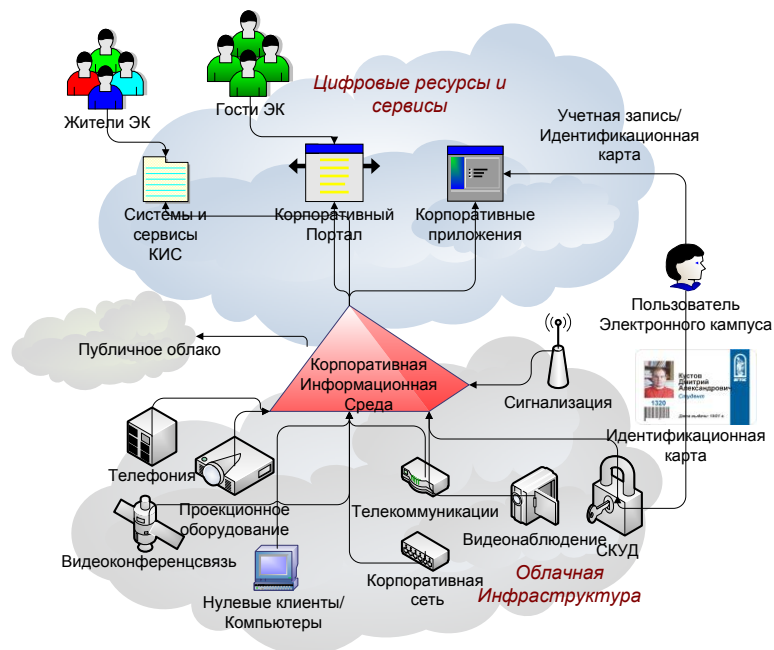 Цифровые ресурсы и
сервисы
Жители ЭК
Гости ЭК
Учетная запись/
Идентификационная
карта
Системы и
сервисы
КИС
Корпоративный
Портал
Корпоративные
приложения
Пользователь
Электронного кампуса
Публичное облако
Корпоративная
Информационная
Среда
Сигнализация
Кустов
Дмитрий
Александрович
Студент
1320
Идентификационная
карта
Телефония
Проекционное
оборудование
Телекоммуникации
Видеонаблюдение
СКУД
Видеоконференцсвязь
Нулевые клиенты/
Компьютеры
Корпоративная
сеть
Облачная
Инфраструктура